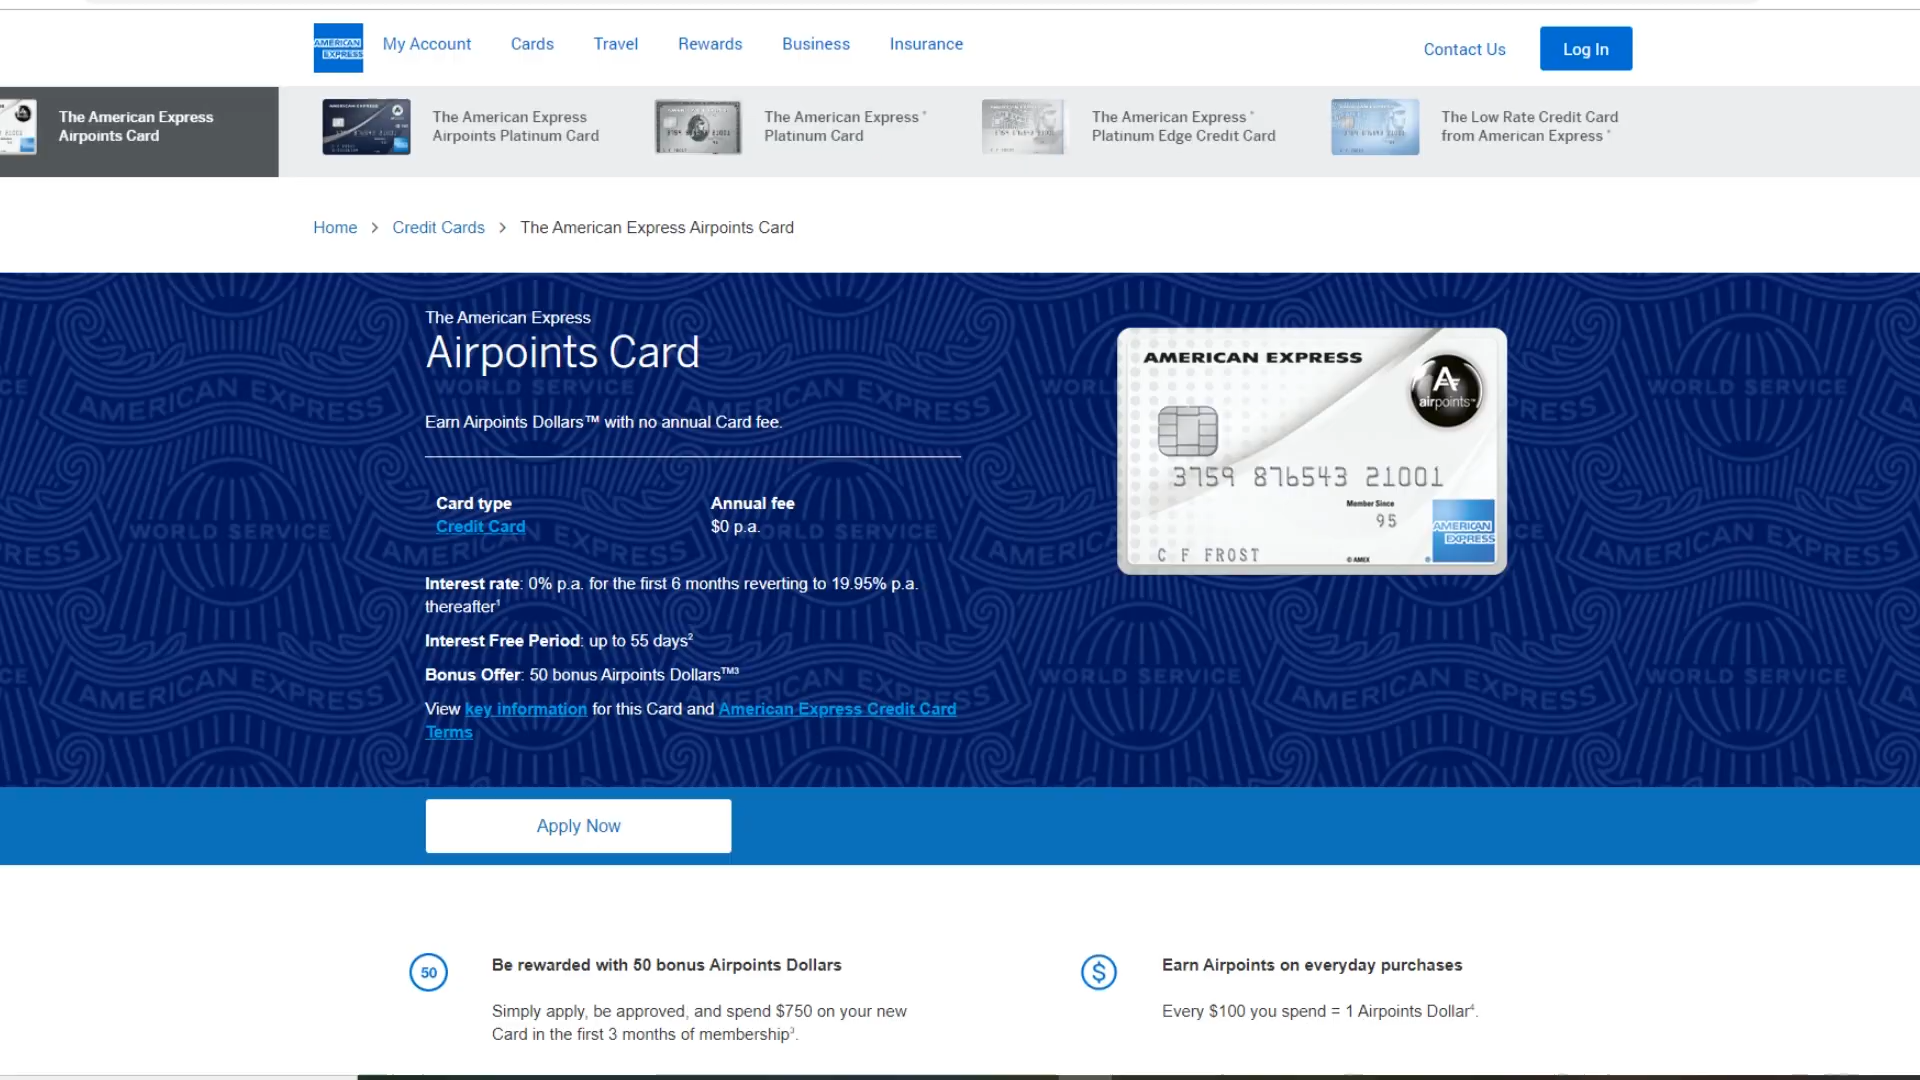 AMERICAN EXPRESS
My Account
Cards
Travel
Rewards
Business
Insurance
Contact Us
Log In
The American Express
Airpoints Card
The American Express
Airpoints Platinum Card
The American Express
Platinum Card
The American Express
Platinum Edge Credit Card
The Low Rate Credit Card
from American Express
Home > Credit Cards > The American Express Airpoints Card
The American Express
Airpoints Card
Earn Airpoints Dollars™ with no annual Card fee.
Card type
Credit Card
Annual fee
$0 p.a.
Interest rate: 0% p.a. for the first 6 months reverting to 19.95% p.a.
thereafter¹
Interest Free Period: up to 55 days²
Bonus Offer: 50 bonus Airpoints Dollars™³
View key information for this Card and American Express Credit Card
Terms
AMERICAN EXPRESS
airpoints™
3759 876543 21001
Member Since
95
C F FROST
© AMEX
AMERICAN EXPRESS
WORLD SERVICE
AMERICAN EXPRESS
Apply Now
50
Be rewarded with 50 bonus Airpoints Dollars
Simply apply, be approved, and spend $750 on your new
Card in the first 3 months of membership³.
$
Earn Airpoints on everyday purchases
Every $100 you spend = 1 Airpoints Dollar⁴.